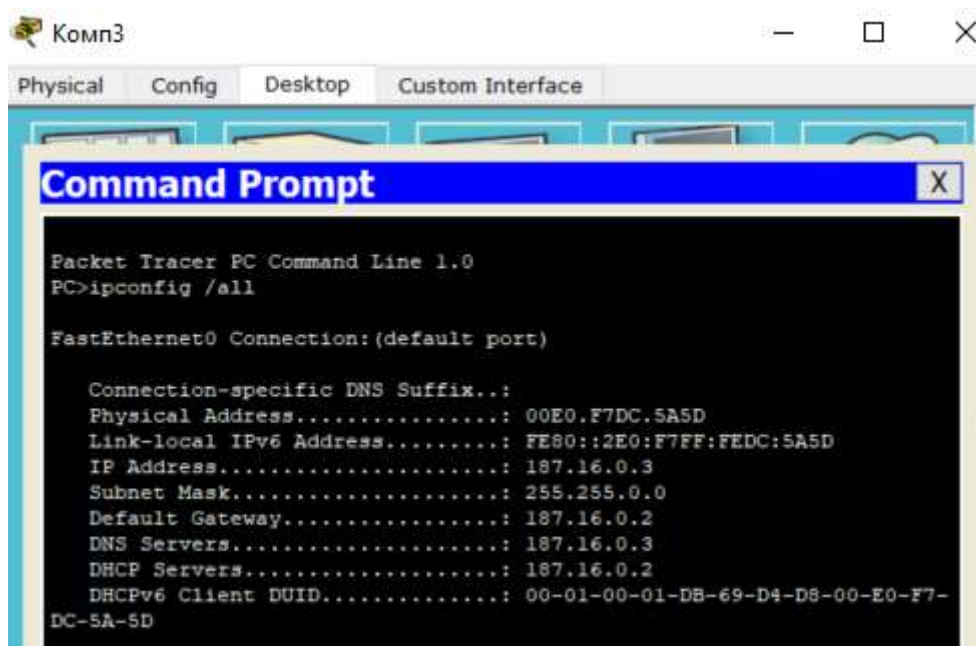 Комп3
Physical Config Desktop Custom Interface
Command Prompt X
Packet Tracer PC Command Line 1.0
PC>ipconfig /all
FastEthernet0 Connection:(default port)
Connection-specific DNS Suffix..:
Physical Address................: 00E0.F7DC.5A5D
Link-local IPv6 Address.........: FE80::2E0:F7FF:FEDC:5A5D
IP Address......................: 187.16.0.3
Subnet Mask.....................: 255.255.0.0
Default Gateway.................: 187.16.0.2
DNS Servers.....................: 187.16.0.3
DHCP Servers....................: 187.16.0.2
DHCPv6 Client DUID..............: 00-01-00-01-DB-69-D4-D8-00-E0-F7-
DC-5A-5D